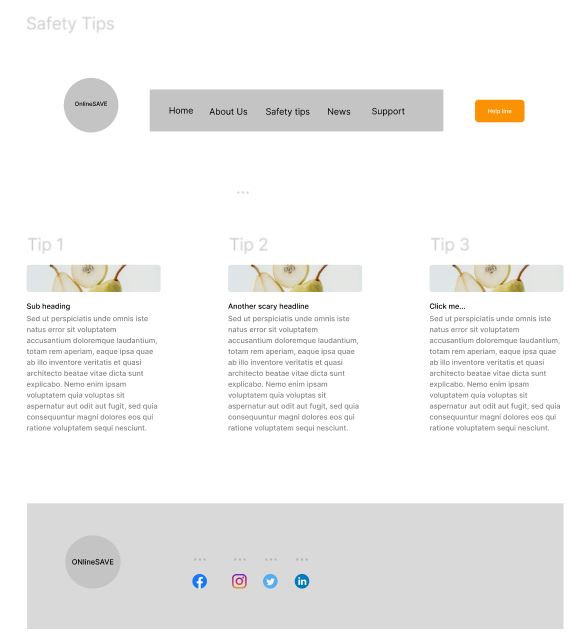 Safety Tips
OnlineSAVE
Home About Us Safety tips News Support
Help line
...
Tip 1
Sub heading
Sed ut perspiciatis unde omnis iste
natus error sit voluptatem
accusantium doloremque laudantium,
totam rem aperiam, eaque ipsa quae
ab illo inventore veritatis et quasi
architecto beatae vitae dicta sunt
explicabo. Nemo enim ipsam
voluptatem quia voluptas sit
aspernatur aut odit aut fugit, sed quia
consequuntur magni dolores eos qui
ratione voluptatem sequi nesciunt.
Tip 2
Another scary headline
Sed ut perspiciatis unde omnis iste
natus error sit voluptatem
accusantium doloremque laudantium,
totam rem aperiam, eaque ipsa quae
ab illo inventore veritatis et quasi
architecto beatae vitae dicta sunt
explicabo. Nemo enim ipsam
voluptatem quia voluptas sit
aspernatur aut odit aut fugit, sed quia
consequuntur magni dolores eos qui
ratione voluptatem sequi nesciunt.
Tip 3
Click me...
Sed ut perspiciatis unde omnis iste
natus error sit voluptatem
accusantium doloremque laudantium,
totam rem aperiam, eaque ipsa quae
ab illo inventore veritatis et quasi
architecto beatae vitae dicta sunt
explicabo. Nemo enim ipsam
voluptatem quia voluptas sit
aspernatur aut odit aut fugit, sed quia
consequuntur magni dolores eos qui
ratione voluptatem sequi nesciunt.
ONlineSAVE
... ... ... ...